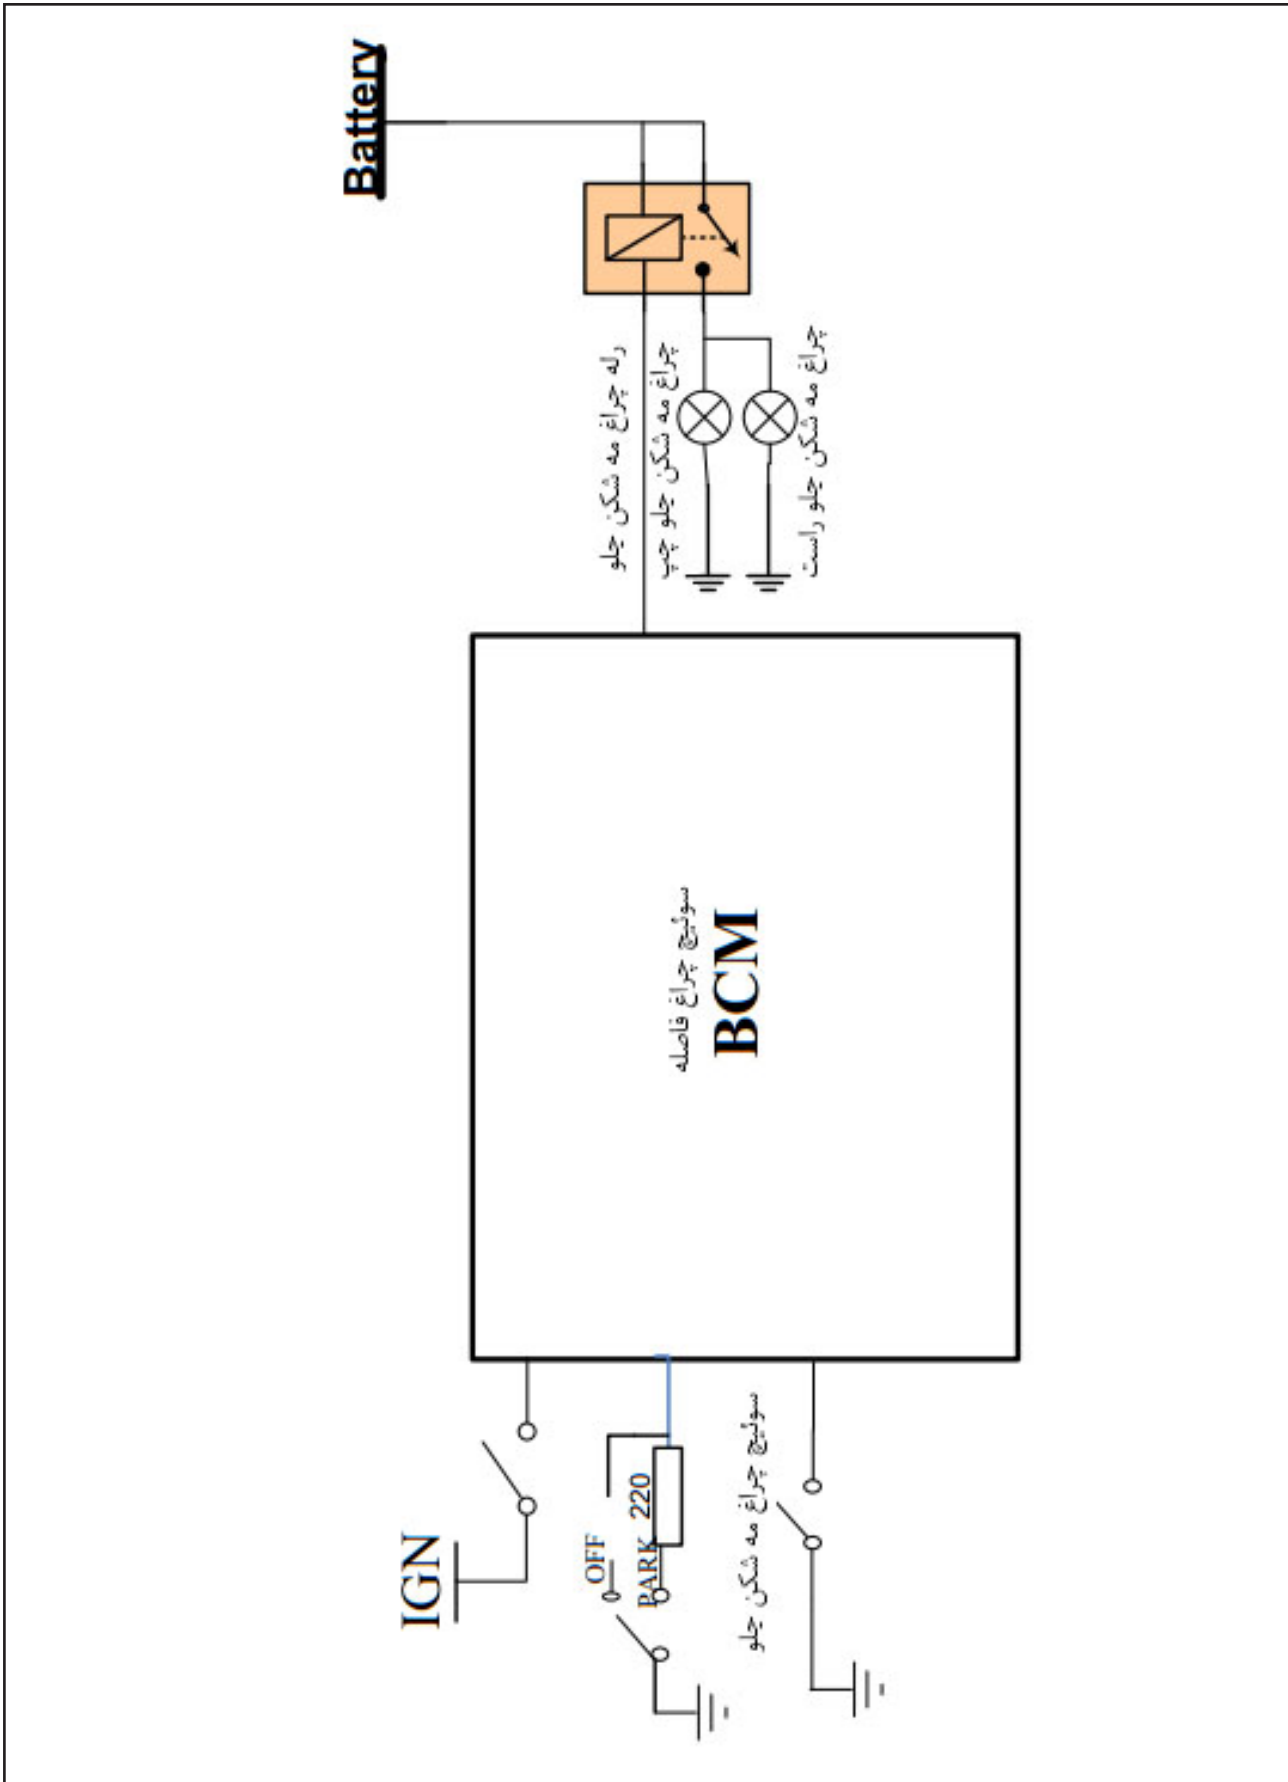 Battery
رله چراغ مه شکن جلو
چراغ مه شکن جلو چپ
چراغ مه شکن جلو راست
سوئیچ چراغ فاصله
BCM
IGN
OFF
PARK
220
سوئیچ چراغ مه شکن جلو